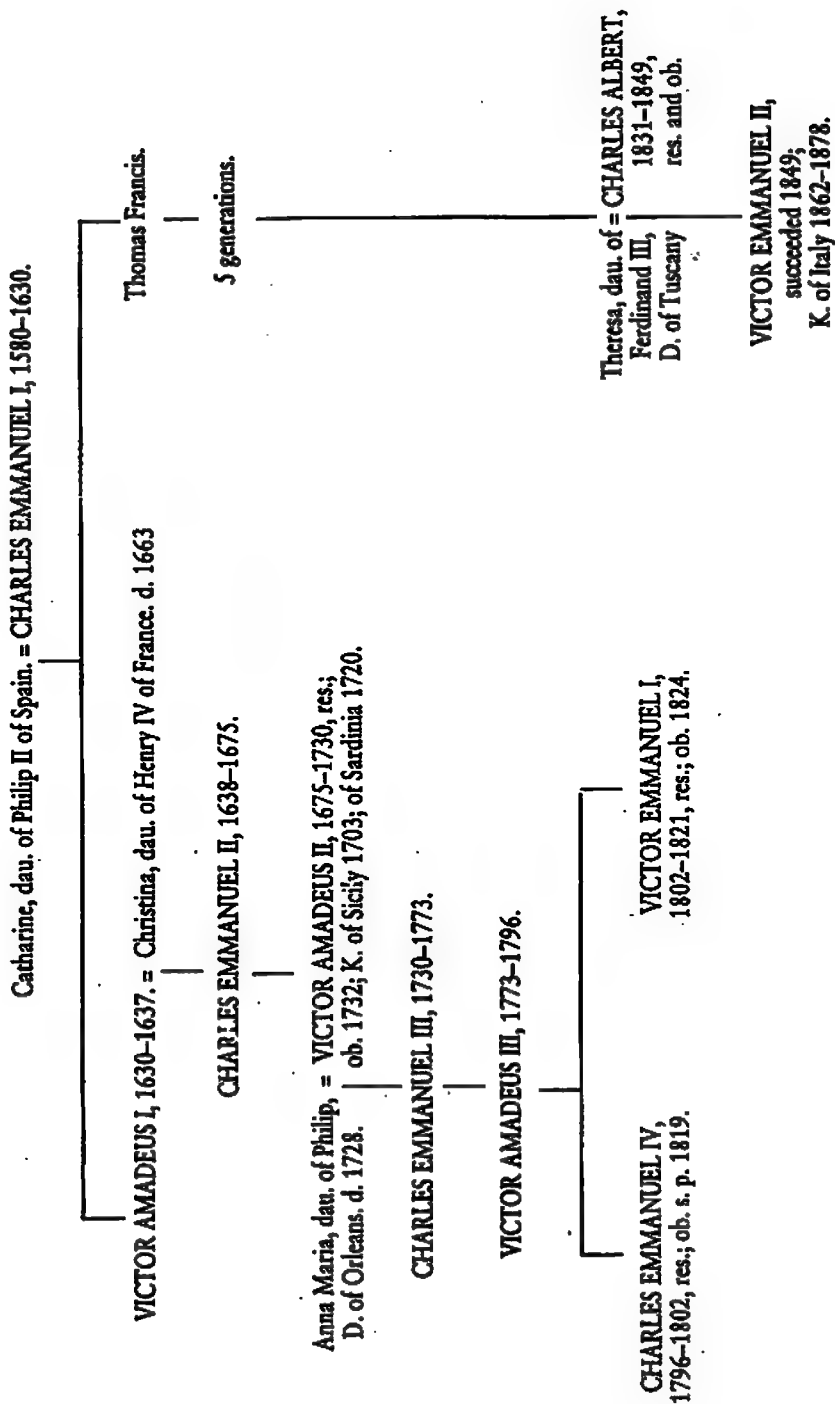 Catharine, dau. of Philip II of Spain. = CHARLES EMMANUEL I, 1580–1630.
VICTOR AMADEUS I, 1630–1637. = Christina, dau. of Henry IV of France. d. 1663
Thomas Francis.
5 generations.
CHARLES EMMANUEL II, 1638–1675.
Anna Maria, dau. of Philip, = VICTOR AMADEUS II, 1675–1730, res.;
D. of Orleans. d. 1728. ob. 1732; K. of Sicily 1703; of Sardinia 1720.
CHARLES EMMANUEL III, 1730–1773.
VICTOR AMADEUS III, 1773–1796.
CHARLES EMMANUEL IV,
1796–1802, res.; ob. s. p. 1819.
VICTOR EMMANUEL I,
1802–1821, res.; ob. 1824.
Theresa, dau. of = CHARLES ALBERT,
Ferdinand III, 1831–1849,
D. of Tuscany res. and ob.
VICTOR EMMANUEL II,
succeeded 1849;
K. of Italy 1862–1878.